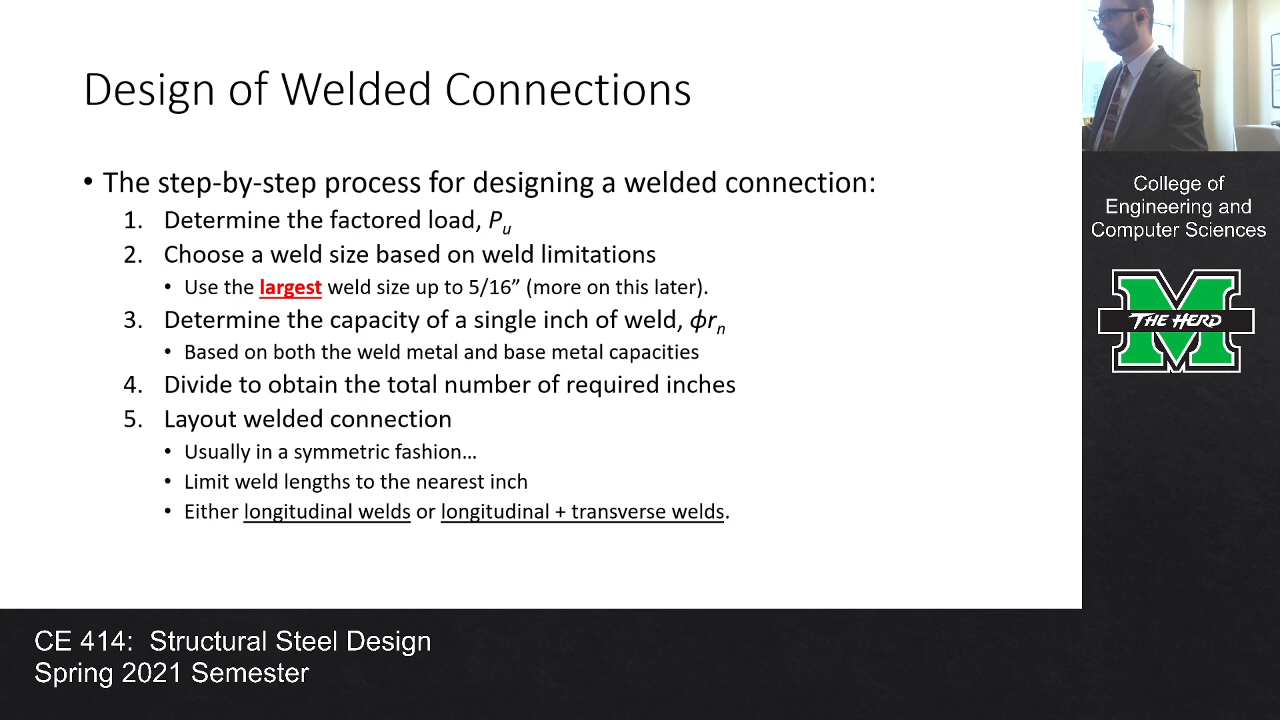 Design of Welded Connections
• The step-by-step process for designing a welded connection:
1. Determine the factored load, Pu
2. Choose a weld size based on weld limitations
• Use the largest weld size up to 5/16” (more on this later).
3. Determine the capacity of a single inch of weld, ϕrn
• Based on both the weld metal and base metal capacities
4. Divide to obtain the total number of required inches
5. Layout welded connection
• Usually in a symmetric fashion…
• Limit weld lengths to the nearest inch
• Either longitudinal welds or longitudinal + transverse welds.
College of
Engineering and
Computer Sciences
THE HERD
CE 414: Structural Steel Design
Spring 2021 Semester